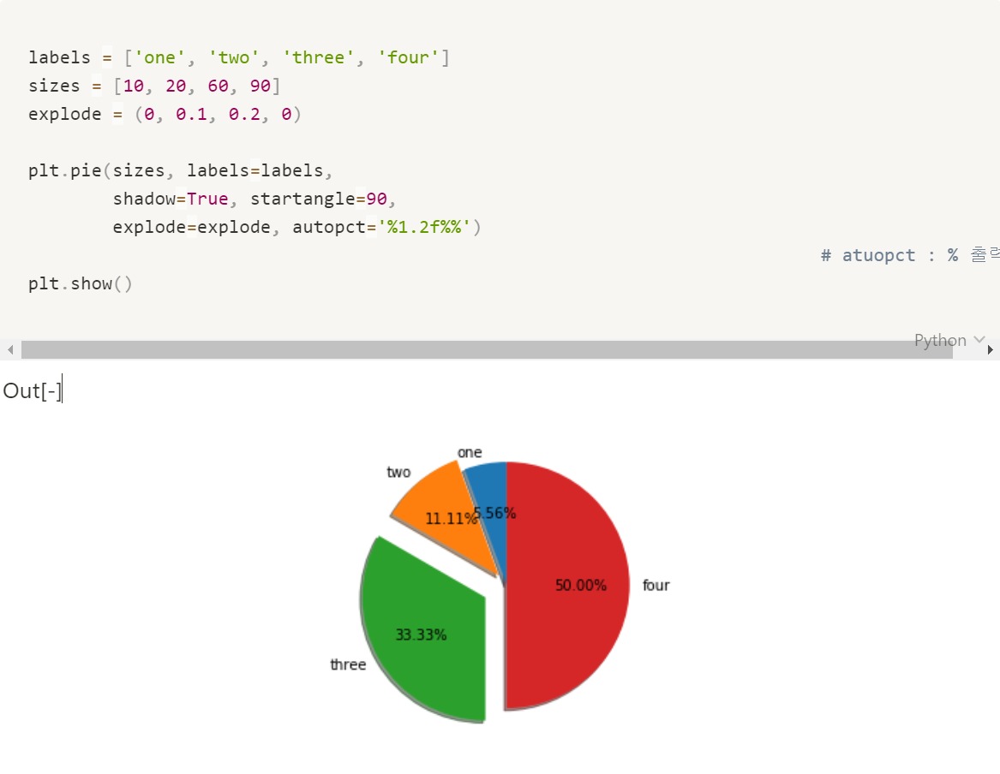 labels = ['one', 'two', 'three', 'four']
sizes = [10, 20, 60, 90]
explode = (0, 0.1, 0.2, 0)
plt.pie(sizes, labels=labels,
shadow=True, startangle=90,
explode=explode, autopct='%1.2f%%')
# atuopct : % 출력
plt.show()
Python
Out[-]
one
two
11.11%
5.56%
50.00%
four
33.33%
three